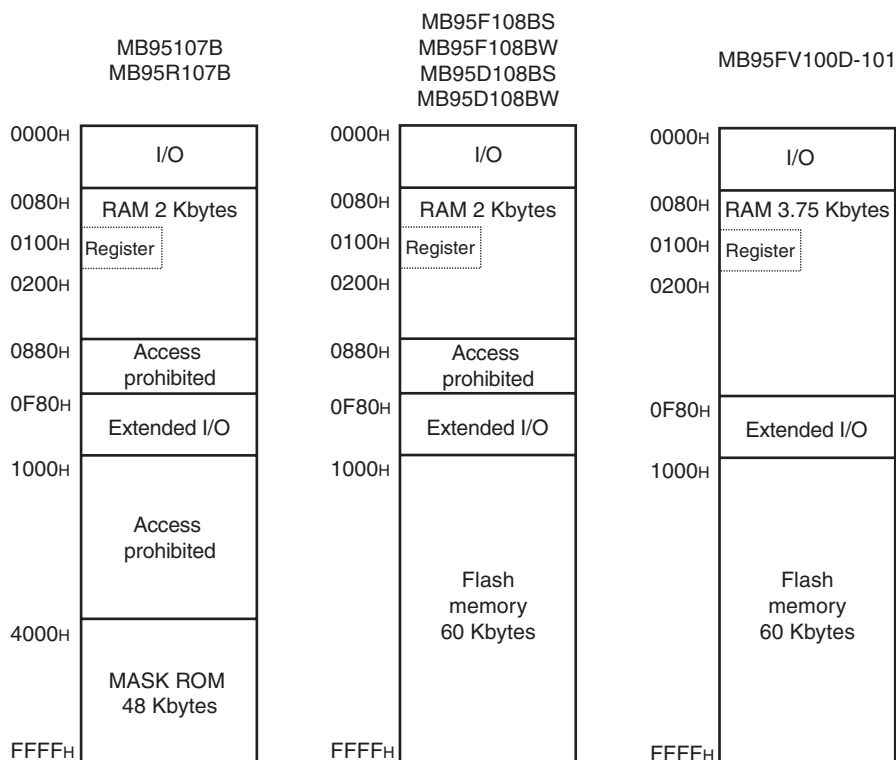 MB95107B
MB95R107B
0000H
I/O
0080H
RAM 2 Kbytes
0100H
Register
0200H
0880H
Access
prohibited
0F80H
Extended I/O
1000H
Access
prohibited
4000H
MASK ROM
48 Kbytes
FFFFH
MB95F108BS
MB95F108BW
MB95D108BS
MB95D108BW
0000H
I/O
0080H
RAM 2 Kbytes
0100H
Register
0200H
0880H
Access
prohibited
0F80H
Extended I/O
1000H
Flash
memory
60 Kbytes
FFFFH
MB95FV100D-101
0000H
I/O
0080H
RAM 3.75 Kbytes
0100H
Register
0200H
0F80H
Extended I/O
1000H
Flash
memory
60 Kbytes
FFFFH